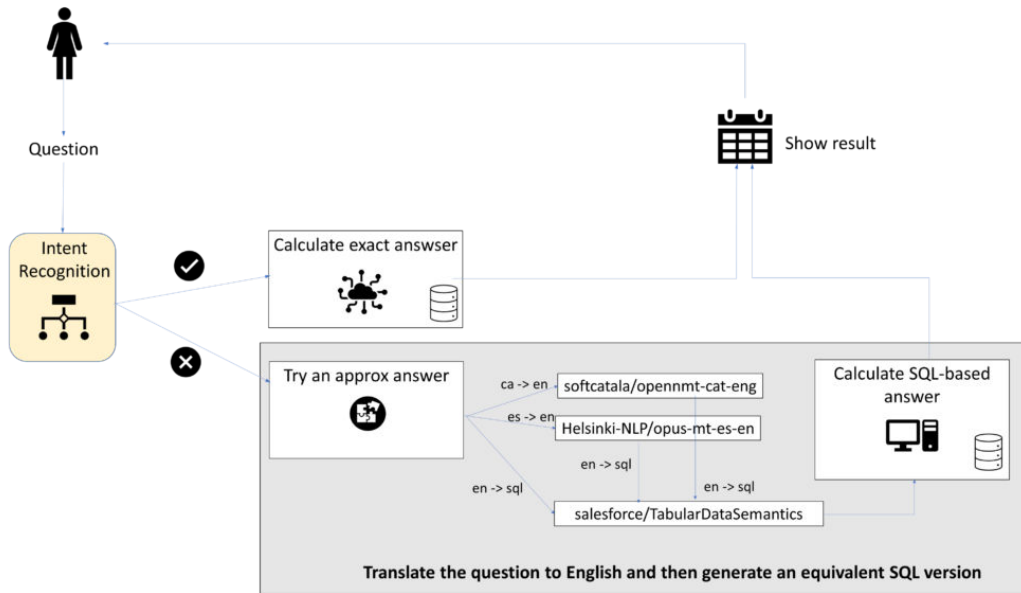 Question
Show result
Intent
Recognition
Calculate exact answser
Try an approx answer
ca -> en
softcatala/opennmt-cat-eng
es -> en
Helsinki-NLP/opus-mt-es-en
en -> sql
en -> sql
en -> sql
salesforce/TabularDataSemantics
Calculate SQL-based
answer
Translate the question to English and then generate an equivalent SQL version